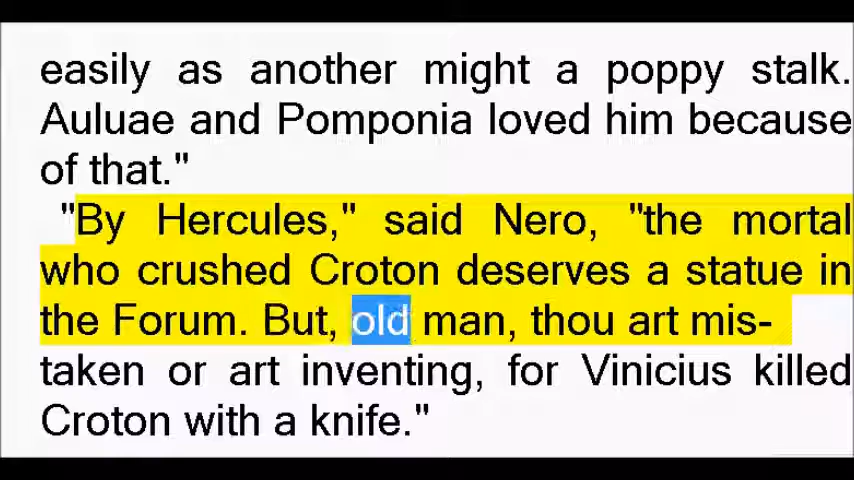 easily as another might a poppy stalk.
Auluae and Pomponia loved him because
of that."
"By Hercules," said Nero, "the mortal
who crushed Croton deserves a statue in
the Forum. But, old man, thou art mis-
taken or art inventing, for Vinicius killed
Croton with a knife."